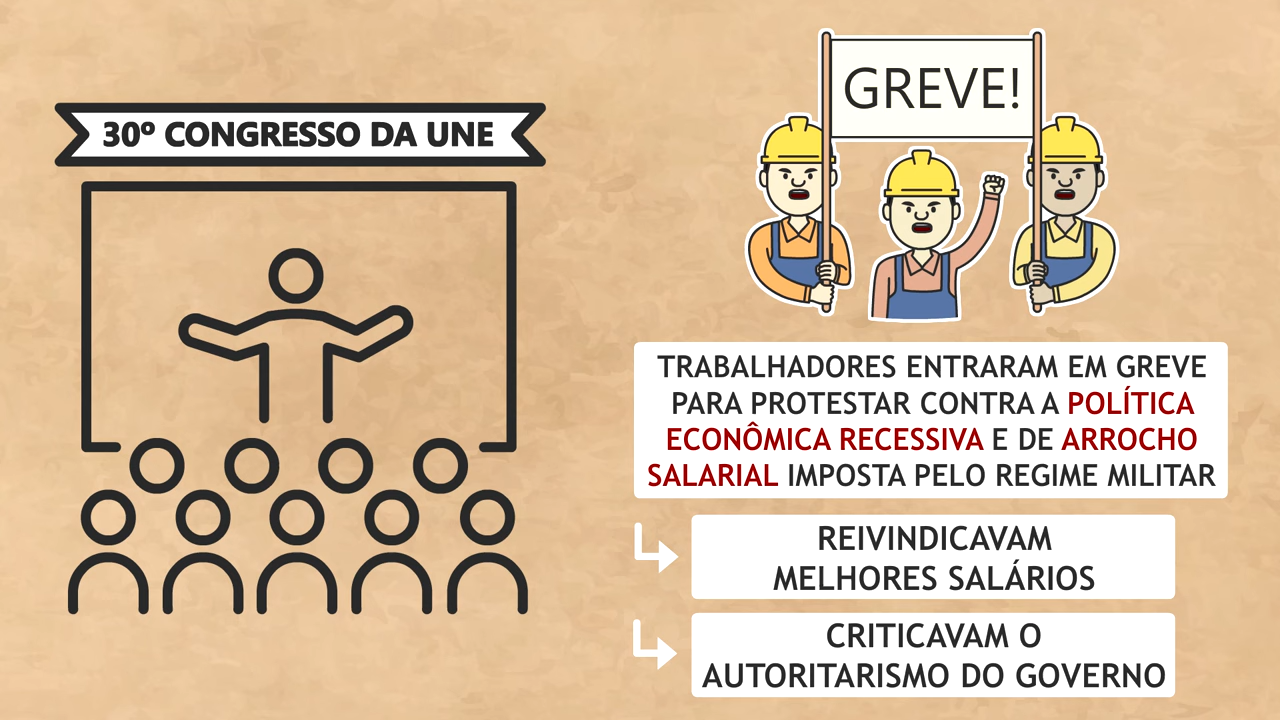 30º CONGRESSO DA UNE
GREVE!
TRABALHADORES ENTRARAM EM GREVE
PARA PROTESTAR CONTRA A POLÍTICA
ECONÔMICA RECESSIVA E DE ARROCHO
SALARIAL IMPOSTA PELO REGIME MILITAR
REIVINDICAVAM
MELHORES SALÁRIOS
CRITICAVAM O
AUTORITARISMO DO GOVERNO